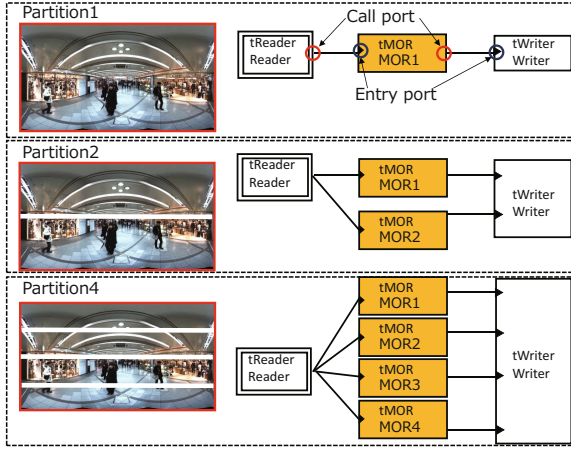 Partition1
Call port
tReader
Reader
tMOR
MOR1
tWriter
Writer
Entry port
Partition2
tReader
Reader
tMOR
MOR1
tMOR
MOR2
tWriter
Writer
Partition4
tReader
Reader
tMOR
MOR1
tMOR
MOR2
tMOR
MOR3
tMOR
MOR4
tWriter
Writer